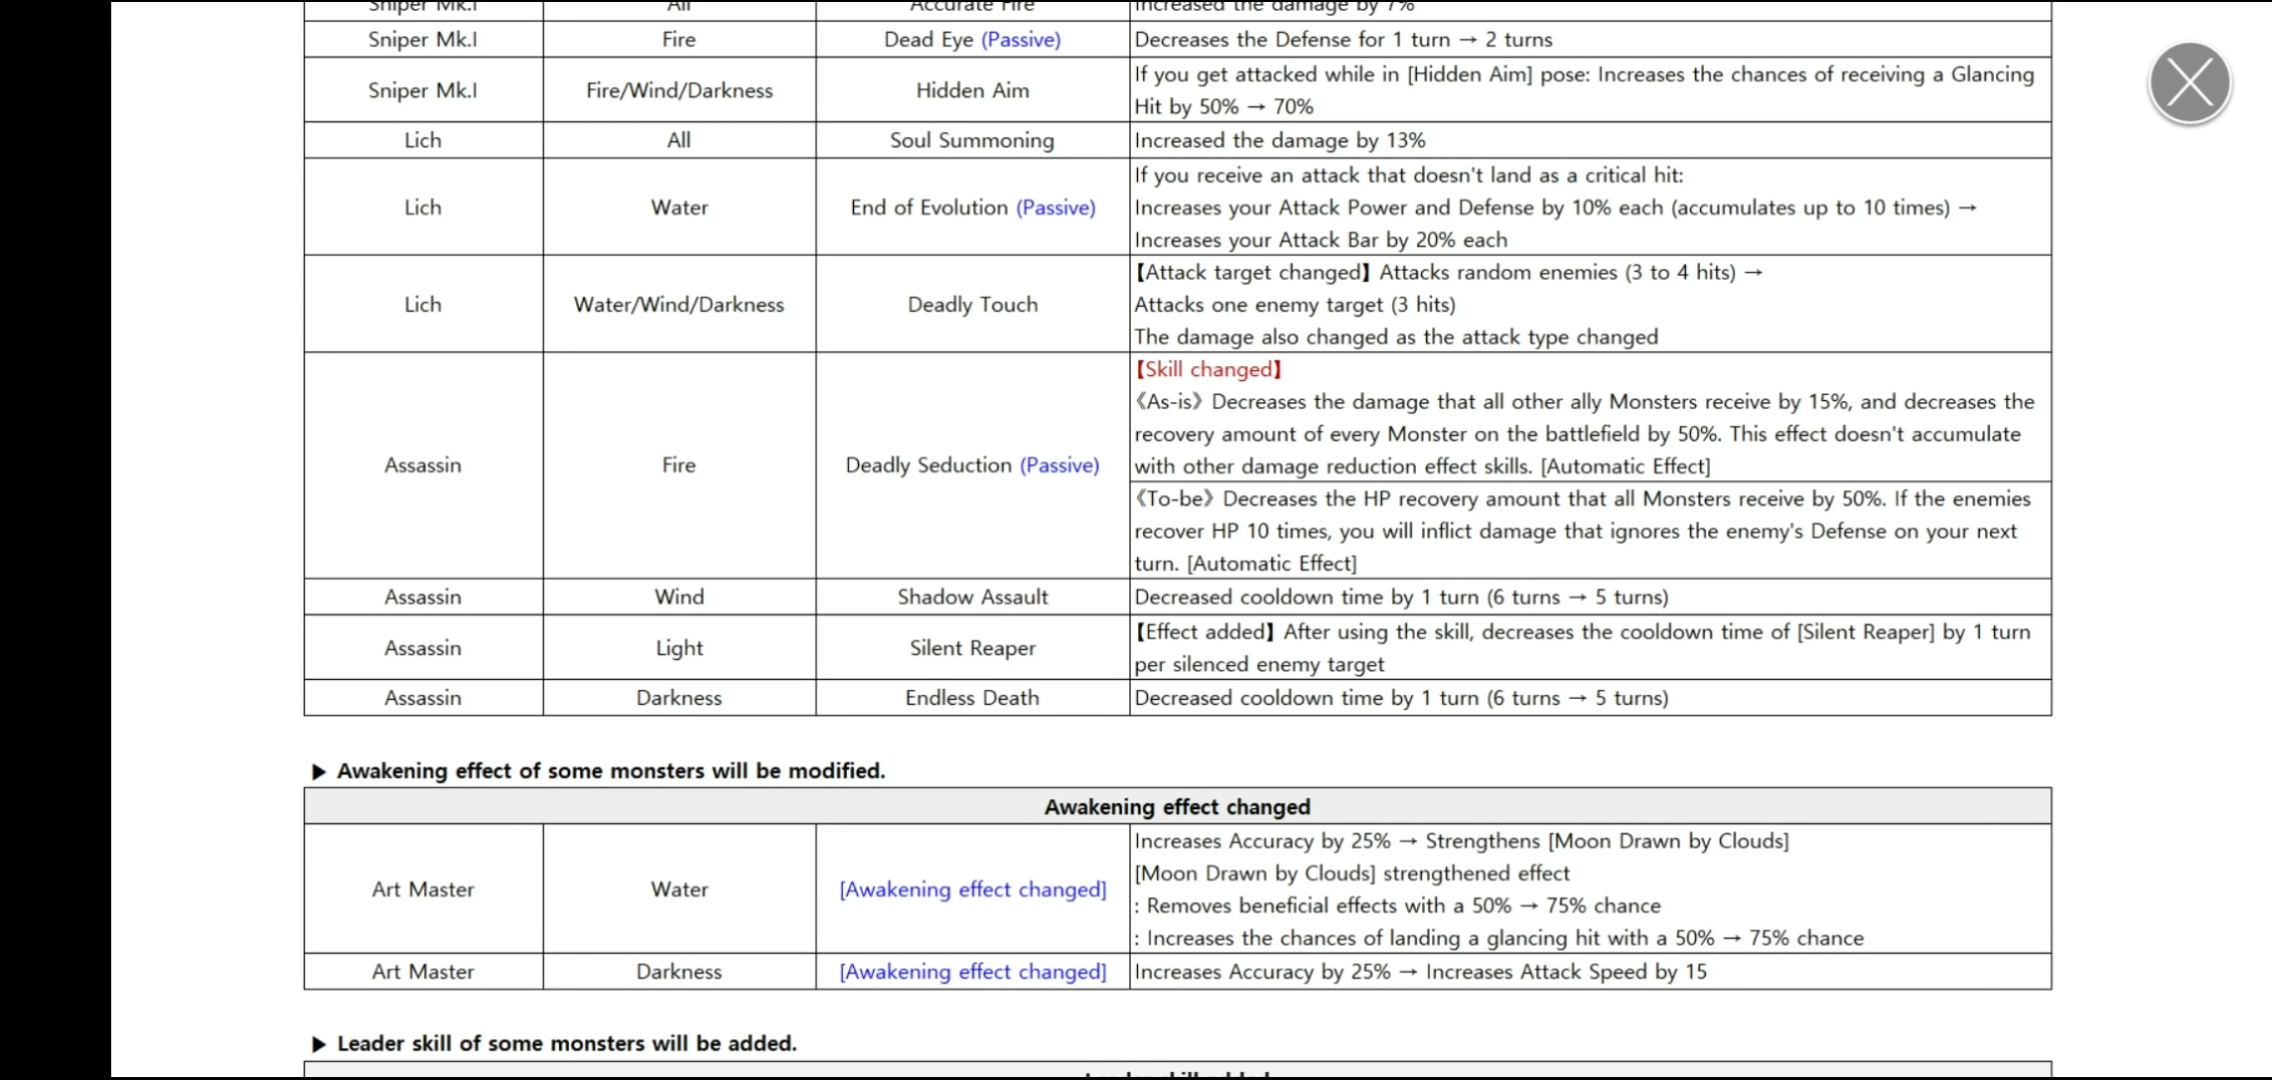 Sniper Mk.I All Accurate Fire Increased the damage by 7%
Sniper Mk.I Fire Dead Eye (Passive) Decreases the Defense for 1 turn → 2 turns
Sniper Mk.I Fire/Wind/Darkness Hidden Aim If you get attacked while in [Hidden Aim] pose: Increases the chances of receiving a Glancing
Hit by 50% → 70%
Lich All Soul Summoning Increased the damage by 13%
Lich Water End of Evolution (Passive) If you receive an attack that doesn't land as a critical hit:
Increases your Attack Power and Defense by 10% each (accumulates up to 10 times) →
Increases your Attack Bar by 20% each
Lich Water/Wind/Darkness Deadly Touch 【Attack target changed】 Attacks random enemies (3 to 4 hits) →
Attacks one enemy target (3 hits)
The damage also changed as the attack type changed
Assassin Fire Deadly Seduction (Passive) 【Skill changed】
《As-is》 Decreases the damage that all other ally Monsters receive by 15%, and decreases the
recovery amount of every Monster on the battlefield by 50%. This effect doesn't accumulate
with other damage reduction effect skills. [Automatic Effect]
《To-be》 Decreases the HP recovery amount that all Monsters receive by 50%. If the enemies
recover HP 10 times, you will inflict damage that ignores the enemy's Defense on your next
turn. [Automatic Effect]
Assassin Wind Shadow Assault Decreased cooldown time by 1 turn (6 turns → 5 turns)
Assassin Light Silent Reaper 【Effect added】 After using the skill, decreases the cooldown time of [Silent Reaper] by 1 turn
per silenced enemy target
Assassin Darkness Endless Death Decreased cooldown time by 1 turn (6 turns → 5 turns)
▶ Awakening effect of some monsters will be modified.
Awakening effect changed
Art Master Water [Awakening effect changed] Increases Accuracy by 25% → Strengthens [Moon Drawn by Clouds]
[Moon Drawn by Clouds] strengthened effect
: Removes beneficial effects with a 50% → 75% chance
: Increases the chances of landing a glancing hit with a 50% → 75% chance
Art Master Darkness [Awakening effect changed] Increases Accuracy by 25% → Increases Attack Speed by 15
▶ Leader skill of some monsters will be added.